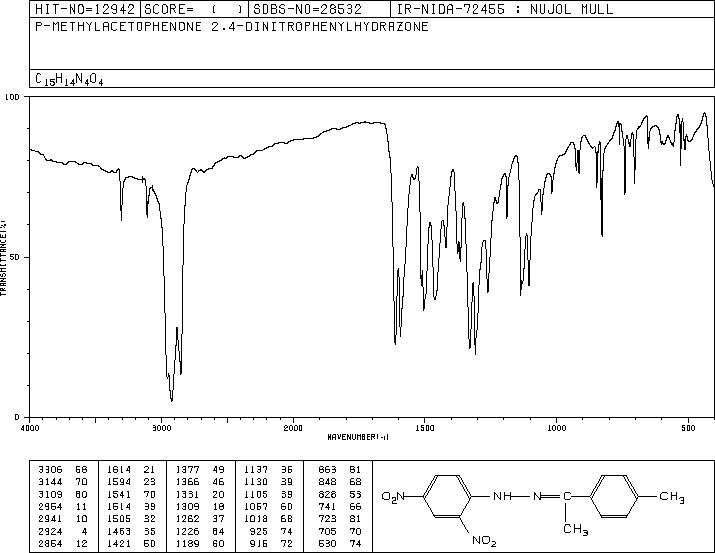 HIT-NO=12942 SCORE= ( ) SDBS-NO=28532 IR-NIDA-72455 : NUJOL MULL
P-METHYLACETOPHENONE 2.4-DINITROPHENYLHYDRAZONE
C15H14N4O4
100
50
0
TRANSMITTANCE(%)
4000 3000 2000 1500 1000 500
WAVENUMBER(-1)
3306 68 1614 21 1377 49 1137 36 863 81
3144 70 1594 23 1366 46 1130 39 848 68
3109 60 1541 70 1331 20 1105 39 826 53
2954 11 1514 39 1309 18 1057 60 741 66
2941 10 1505 32 1262 37 1018 68 723 81
2924 4 1463 35 1226 84 925 74 705 70
2854 12 1421 50 1189 60 916 72 530 74
O2N NH N C CH3
NO2 CH3